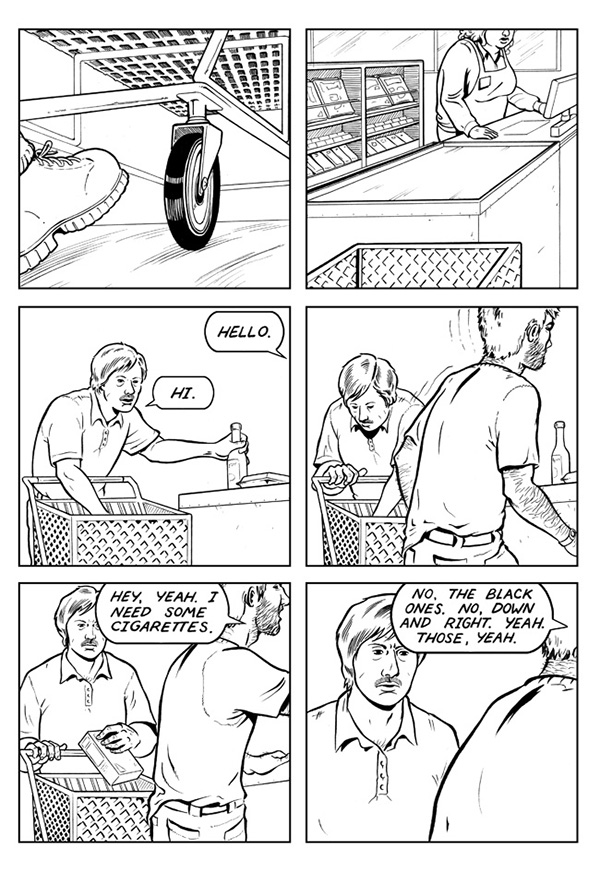 HELLO.
HI.
HEY, YEAH. I
NEED SOME
CIGARETTES.
NO, THE BLACK
ONES. NO, DOWN
AND RIGHT. YEAH.
THOSE, YEAH.